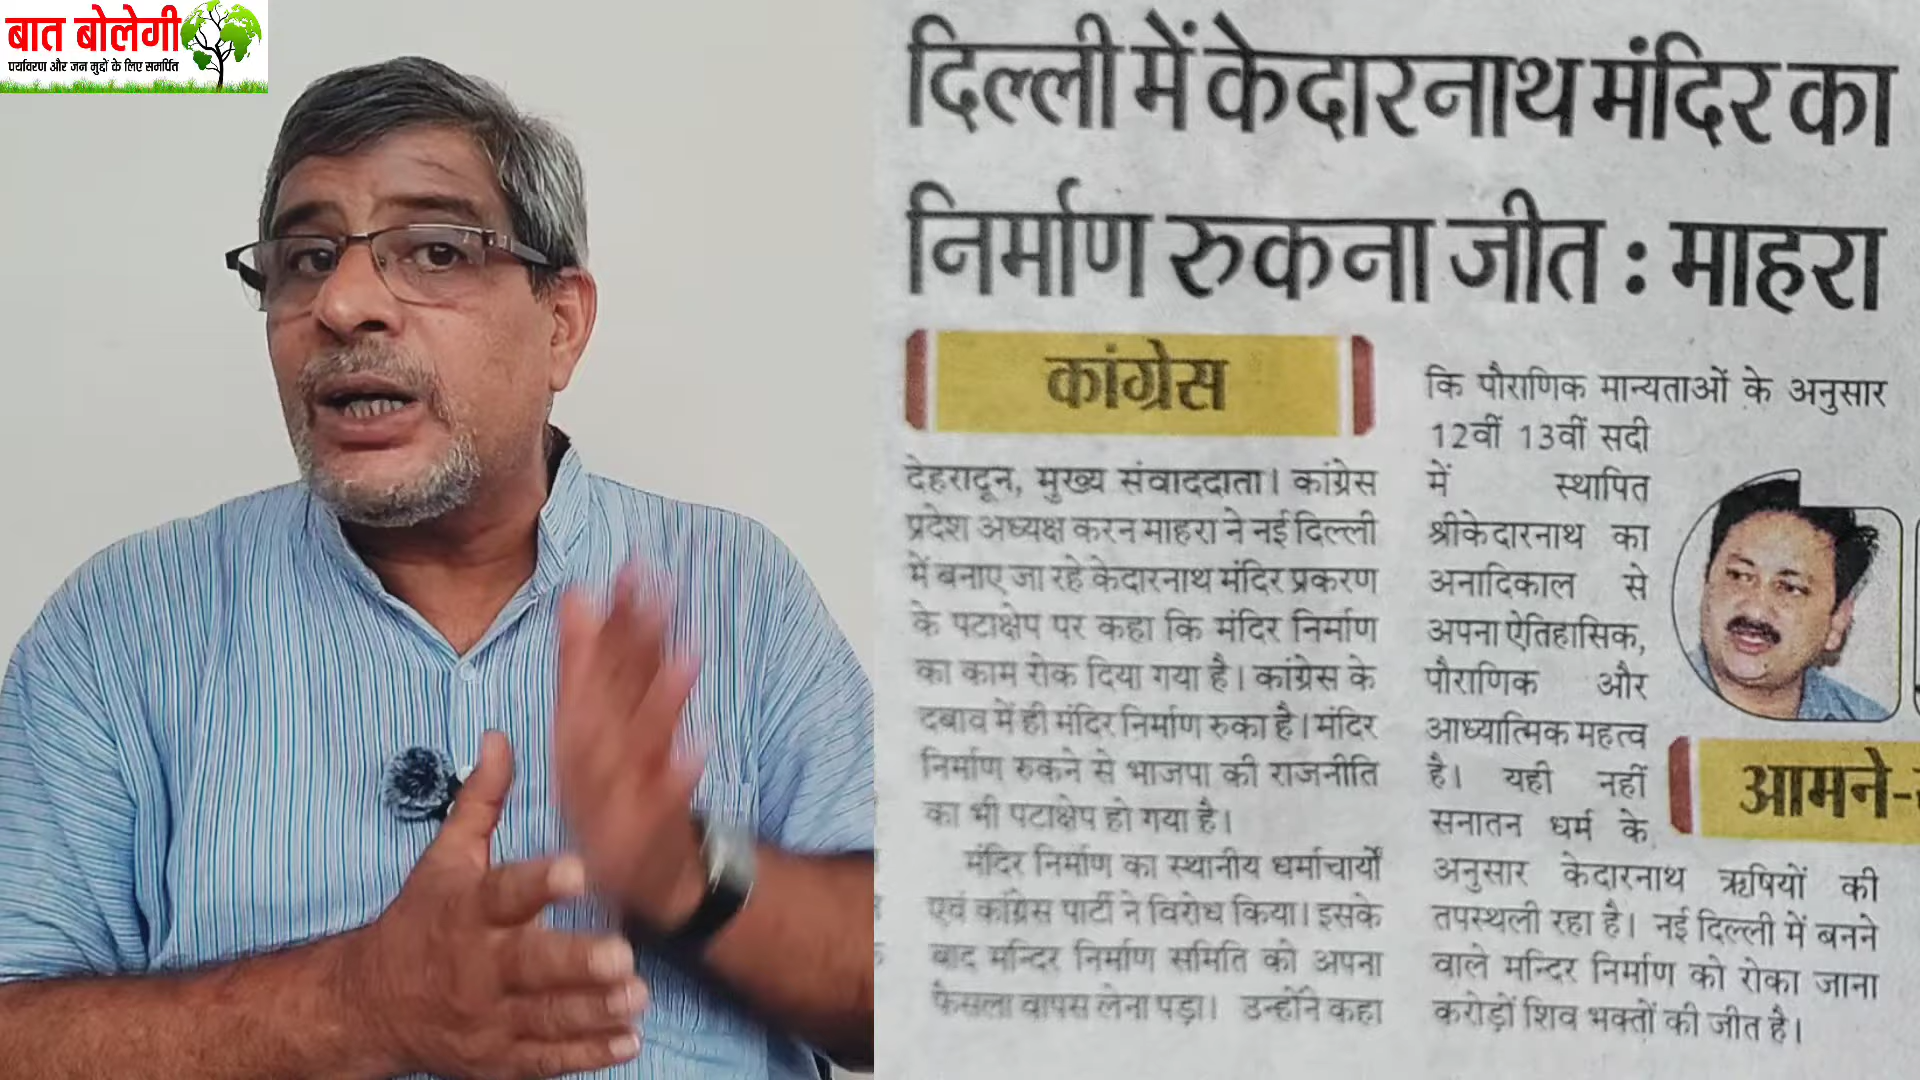 बात बोलेगी
पर्यावरण और जन मुद्दों के लिए समर्पित
दिल्ली में केदारनाथ मंदिर का
निर्माण रुकना जीत : माहरा
कांग्रेस
देहरादून, मुख्य संवाददाता। कांग्रेस
प्रदेश अध्यक्ष करन माहरा ने नई दिल्ली
में बनाए जा रहे केदारनाथ मंदिर प्रकरण
के पटाक्षेप पर कहा कि मंदिर निर्माण
का काम रोक दिया गया है। कांग्रेस के
दबाव में ही मंदिर निर्माण रुका है। मंदिर
निर्माण रुकने से भाजपा की राजनीति
का भी पटाक्षेप हो गया है।
मंदिर निर्माण का स्थानीय धर्माचार्यों
एवं कांग्रेस पार्टी ने विरोध किया। इसके
बाद मन्दिर निर्माण समिति को अपना
फैसला वापस लेना पड़ा। उन्होंने कहा
कि पौराणिक मान्यताओं के अनुसार
12वीं 13वीं सदी
में स्थापित
श्रीकेदारनाथ का
अनादिकाल से
अपना ऐतिहासिक,
पौराणिक और
आध्यात्मिक महत्व
है। यही नहीं
सनातन धर्म के
अनुसार केदारनाथ ऋषियों की
तपस्थली रहा है। नई दिल्ली में बनने
वाले मन्दिर निर्माण को रोका जाना
करोड़ों शिव भक्तों की जीत है।
आमने-